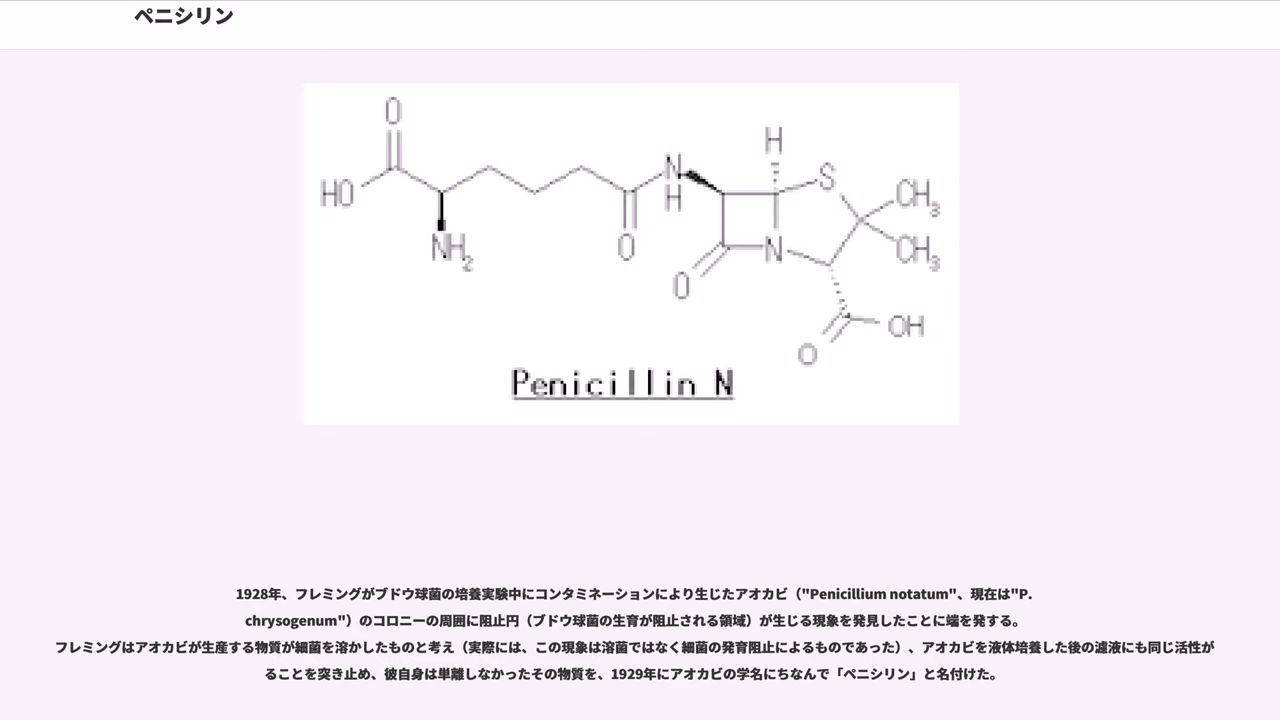 ペニシリン
O
H
HO
N
H
S
CH3
NH2
O
O
N
CH3
O
OH
Penicillin N
1928年、フレミングがブドウ球菌の培養実験中にコンタミネーションにより生じたアオカビ（"Penicillium notatum"、現在は"P.
chrysogenum"）のコロニーの周囲に阻止円（ブドウ球菌の生育が阻止される領域）が生じる現象を発見したことに端を発する。
フレミングはアオカビが生産する物質が細菌を溶かしたものと考え（実際には、この現象は溶菌ではなく細菌の発育阻止によるものであった）、アオカビを液体培養した後の濾液にも同じ活性が
ることを突き止め、彼自身は単離しなかったその物質を、1929年にアオカビの学名にちなんで「ペニシリン」と名付けた。